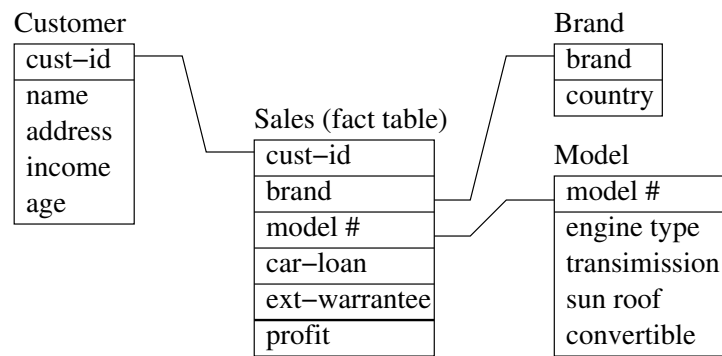 Customer
cust−id
name
address
income
age
Sales (fact table)
cust−id
brand
model #
car−loan
ext−warrantee
profit
Brand
brand
country
Model
model #
engine type
transimission
sun roof
convertible